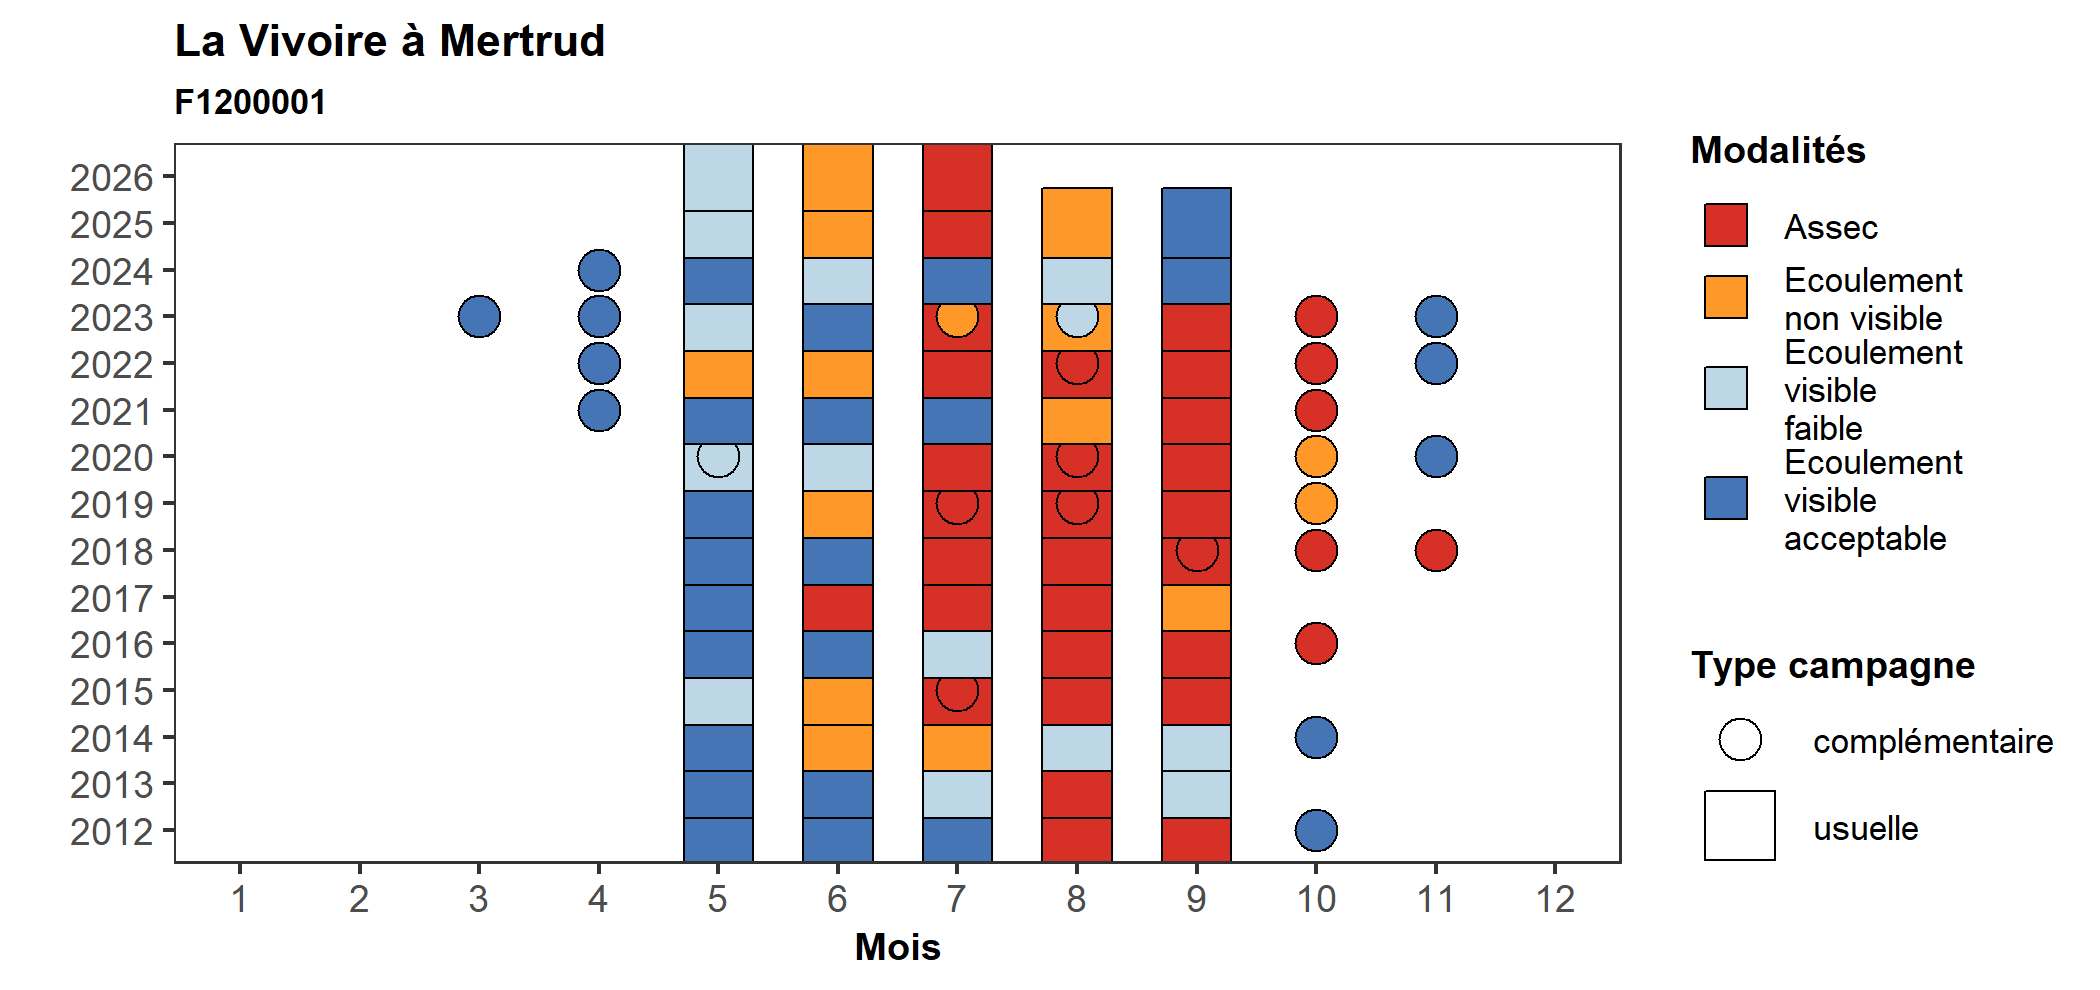 La Vivoire à Mertrud
F1200001
2026
2025
2024
2023
2022
2021
2020
2019
2018
2017
2016
2015
2014
2013
2012
1 2 3 4 5 6 7 8 9 10 11 12
Mois
Modalités
Assec
Ecoulement
non visible
Ecoulement
visible
faible
Ecoulement
visible
acceptable
Type campagne
complémentaire
usuelle